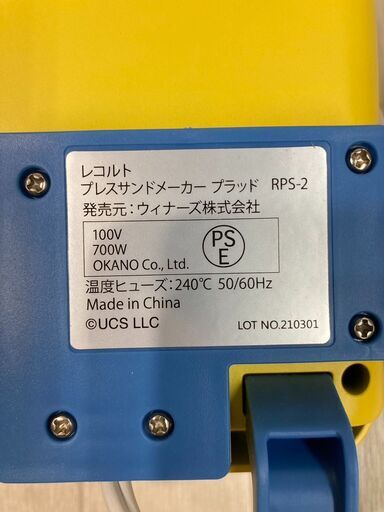 レコルト
プレスサンドメーカー プラッド RPS-2
発売元：ウィナーズ株式会社
100V
700W
OKANO Co., Ltd.
PS
E
温度ヒューズ：240℃ 50/60Hz
Made in China
©UCS LLC
LOT NO.210301